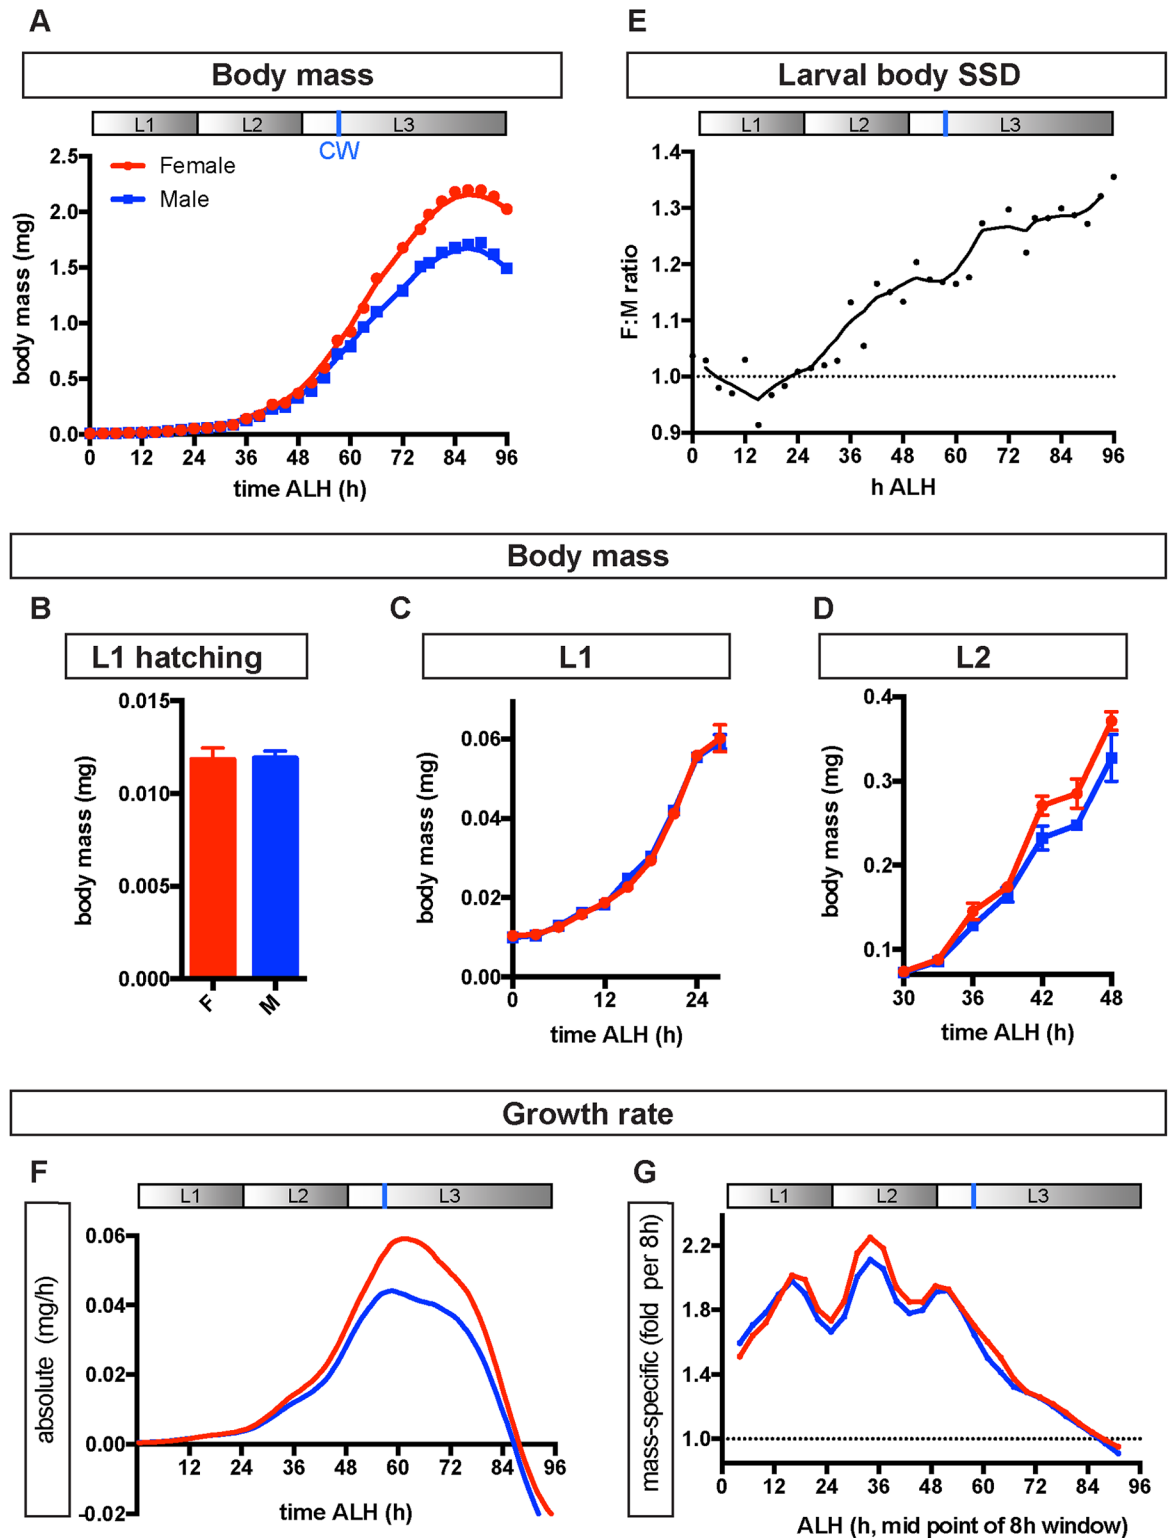 A
Body mass
L1 L2 L3
CW
Female
Male
body mass (mg)
2.5
2.0
1.5
1.0
0.5
0.0
0 12 24 36 48 60 72 84 96
time ALH (h)
E
Larval body SSD
L1 L2 L3
F:M ratio
1.4
1.3
1.2
1.1
1.0
0.9
0 12 24 36 48 60 72 84 96
h ALH
Body mass
B
L1 hatching
body mass (mg)
0.015
0.010
0.005
0.000
F M
C
L1
body mass (mg)
0.06
0.04
0.02
0.00
0 12 24
time ALH (h)
D
L2
body mass (mg)
0.4
0.3
0.2
0.1
30 36 42 48
time ALH (h)
Growth rate
F
L1 L2 L3
absolute (mg/h)
0.06
0.04
0.02
0.00
-0.02
12 24 36 48 60 72 84 96
time ALH (h)
G
L1 L2 L3
mass-specific (fold per 8h)
2.2
1.8
1.4
1.0
0 12 24 36 48 60 72 84 96
ALH (h, mid point of 8h window)